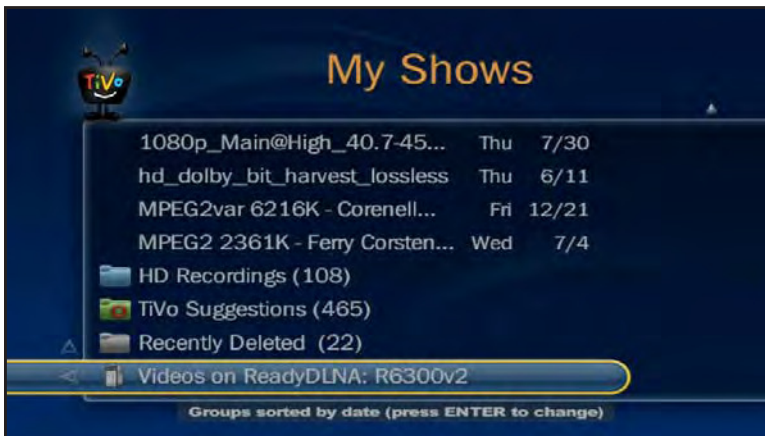 TiVo
My Shows
1080p_Main@High_40.7-45... Thu 7/30
hd_dolby_bit_harvest_lossless Thu 6/11
MPEG2var 6216K - Corenell... Fri 12/21
MPEG2 2361K - Ferry Corsten... Wed 7/4
HD Recordings (108)
TiVo Suggestions (465)
Recently Deleted (22)
Videos on ReadyDLNA: R6300v2
Groups sorted by date (press ENTER to change)